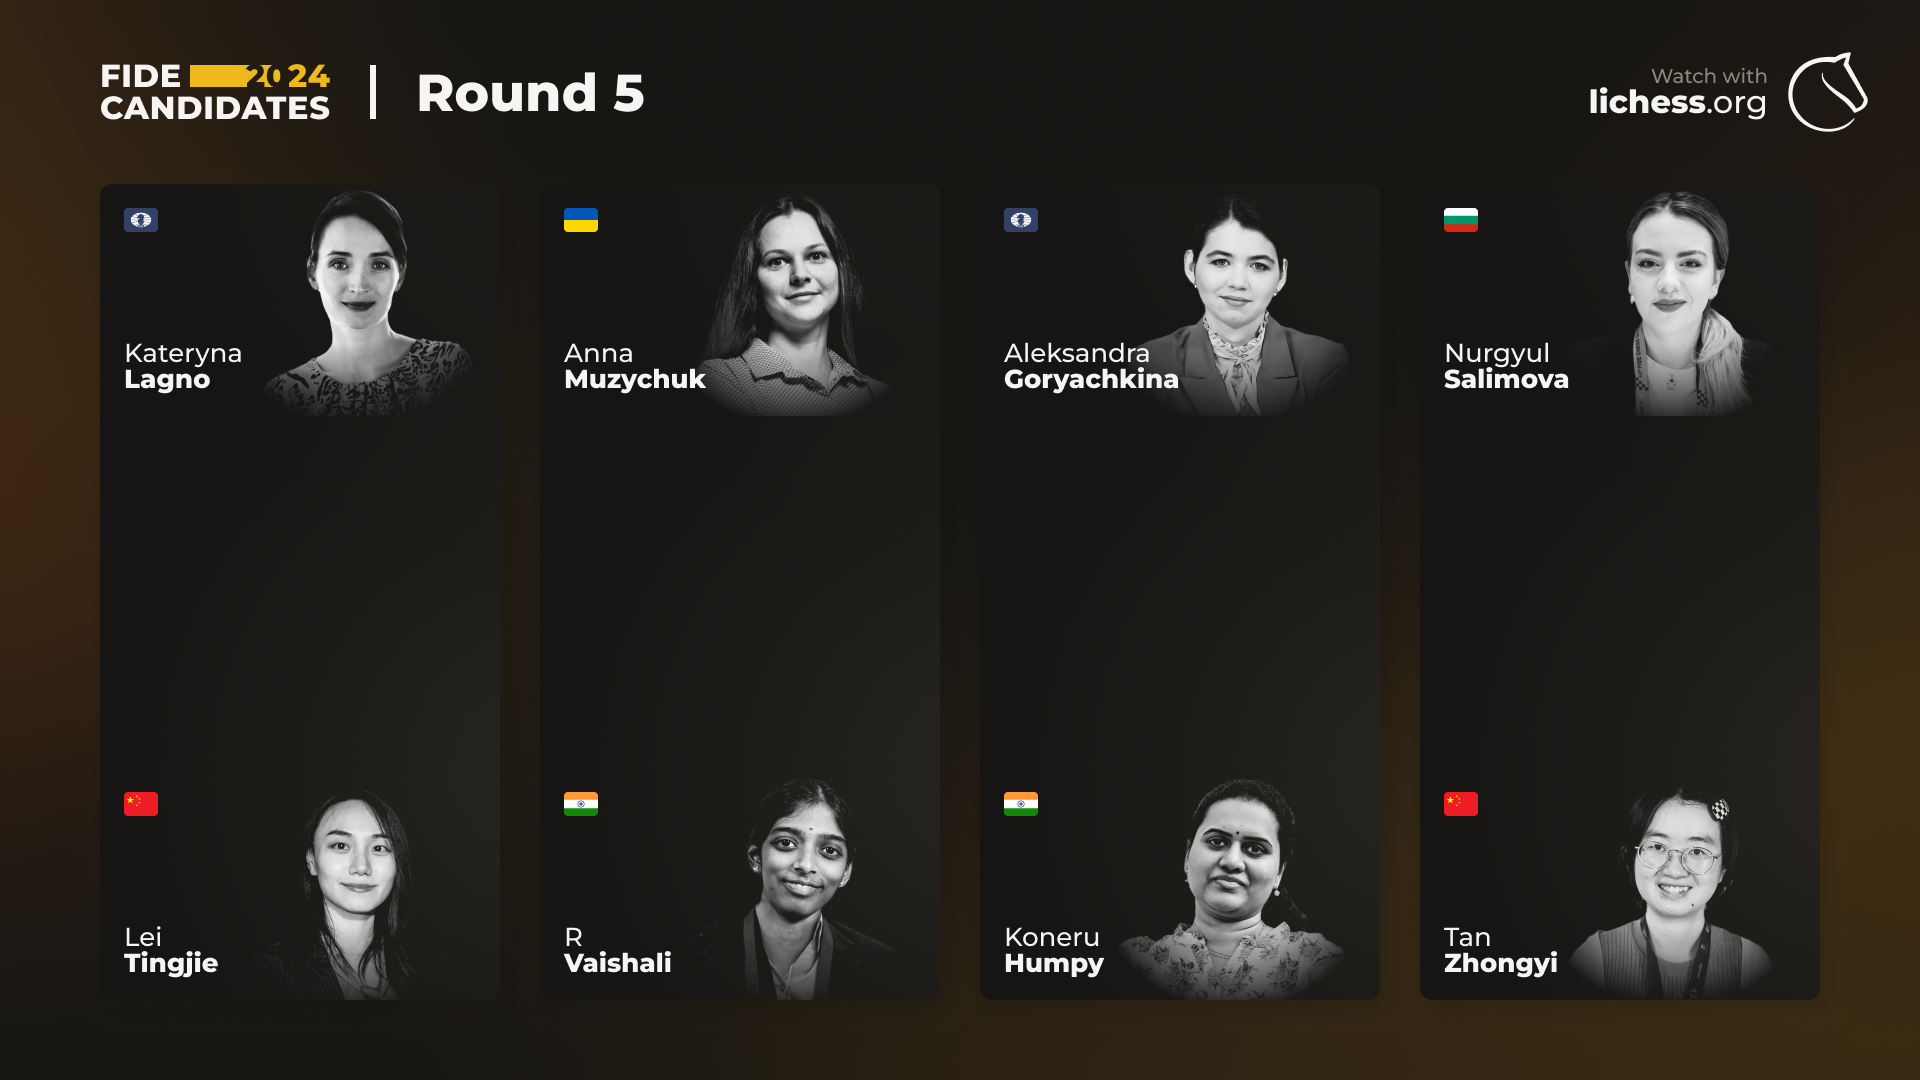 FIDE 2024
CANDIDATES
Round 5
Watch with
lichess.org
Kateryna
Lagno
Anna
Muzychuk
Aleksandra
Goryachkina
Nurgyul
Salimova
Lei
Tingjie
R
Vaishali
Koneru
Humpy
Tan
Zhongyi